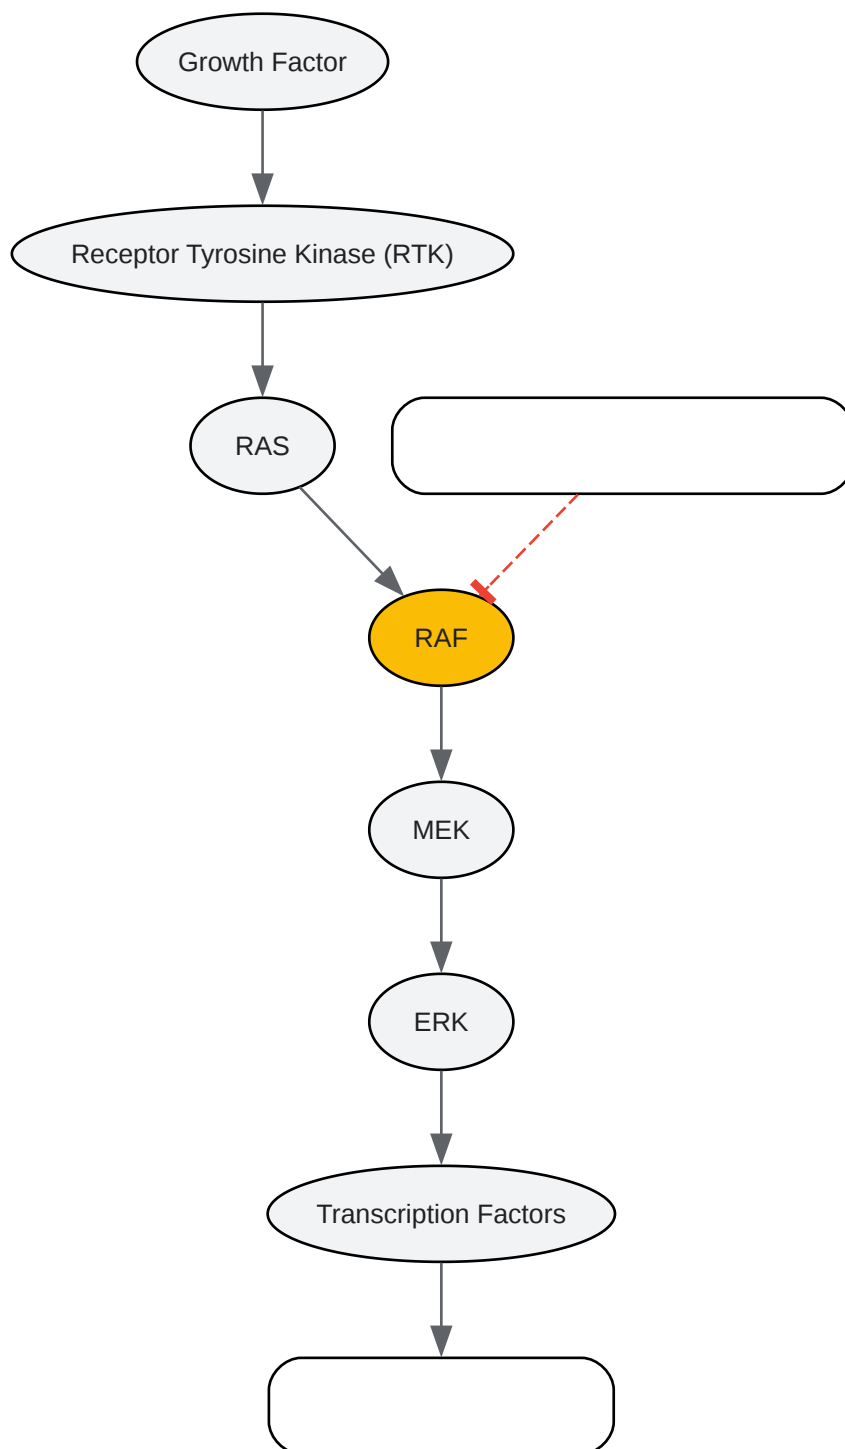 Growth Factor
Receptor Tyrosine Kinase (RTK)
RAS
RAF
MEK
ERK
Transcription Factors